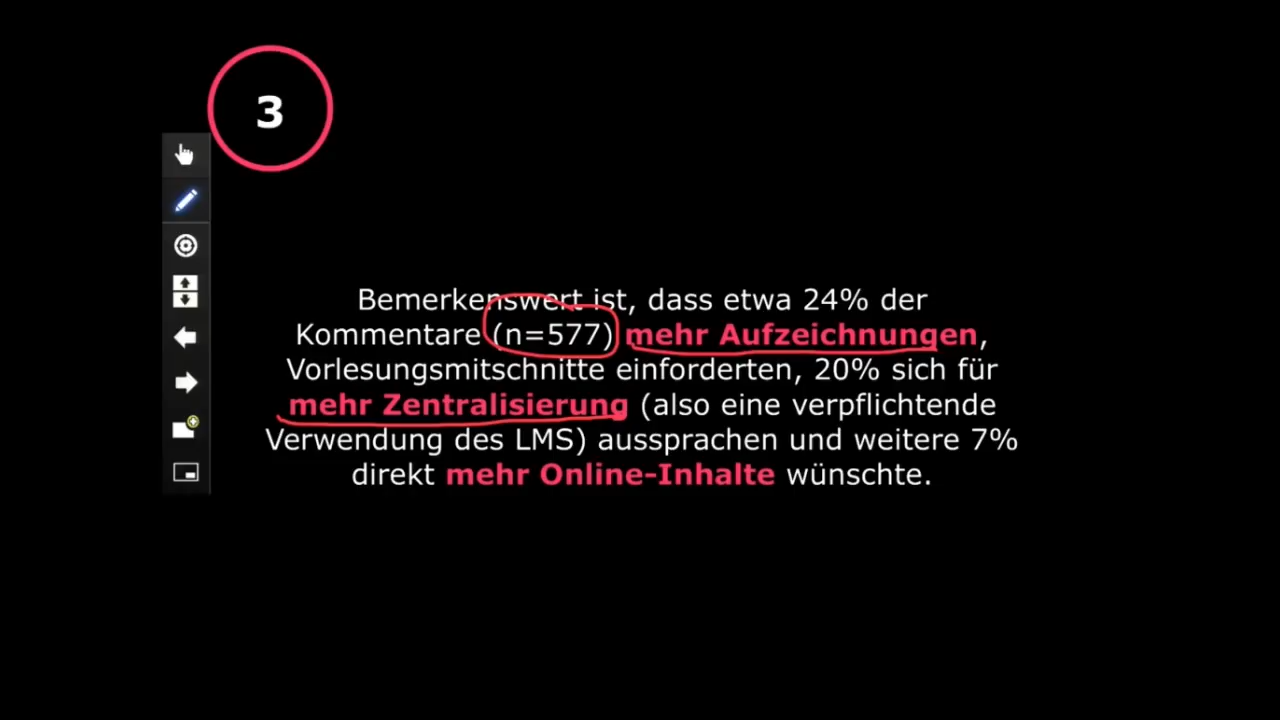 3
Bemerkenswert ist, dass etwa 24% der
Kommentare (n=577) mehr Aufzeichnungen,
Vorlesungsmitschnitte einforderten, 20% sich für
mehr Zentralisierung (also eine verpflichtende
Verwendung des LMS) aussprachen und weitere 7%
direkt mehr Online-Inhalte wünschte.